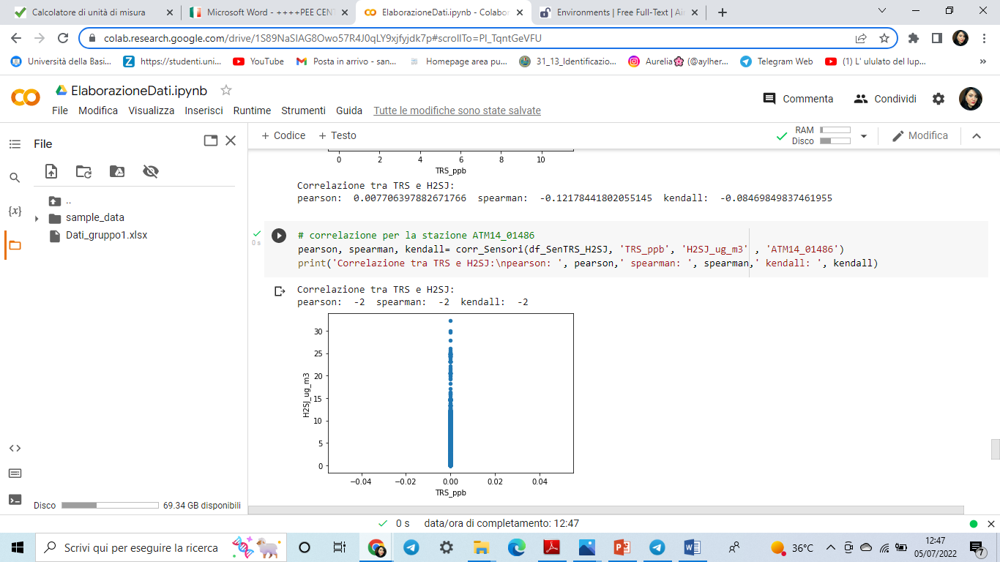 Calcolatore di unità di misura
Microsoft Word - ++++PEE CENT
ElaborazioneDati.ipynb - Colabor
Environments | Free Full-Text | Air
colab.research.google.com/drive/1S89NaSIAG8Owo57R4J0qLY9xjfyjdk7p#scrollTo=PI_TqntGeVFU
Università della Basi...
https://studenti.uni...
YouTube
Posta in arrivo - san...
Homepage area pu...
31_13_Identificazio...
Aurelia🌸 (@aylher...
Telegram Web
(1) L' ululato del lup...
»
ElaborazioneDati.ipynb
Commenta
Condividi
File Modifica Visualizza Inserisci Runtime Strumenti Guida Tutte le modifiche sono state salvate
File
+ Codice + Testo
RAM
Disco
Modifica
..
sample_data
Dati_gruppo1.xlsx
{x}
0 2 4 6 8 10
TRS_ppb
Correlazione tra TRS e H2SJ:
pearson: 0.007706397882671766 spearman: -0.12178441802055145 kendall: -0.08469849837461955
0 s
# correlazione per la stazione ATM14_01486
pearson, spearman, kendall= corr_Sensori(df_SenTRS_H2SJ, 'TRS_ppb', 'H2SJ_ug_m3' , 'ATM14_01486')
print('Correlazione tra TRS e H2SJ:\npearson: ', pearson,' spearman: ', spearman,' kendall: ', kendall)
Correlazione tra TRS e H2SJ:
pearson: -2 spearman: -2 kendall: -2
30
25
20
15
10
5
0
H2SJ_ug_m3
−0.04 −0.02 0.00 0.02 0.04
TRS_ppb
Disco 69.34 GB disponibili
0 s data/ora di completamento: 12:47
Scrivi qui per eseguire la ricerca
36°C
12:47
05/07/2022
7